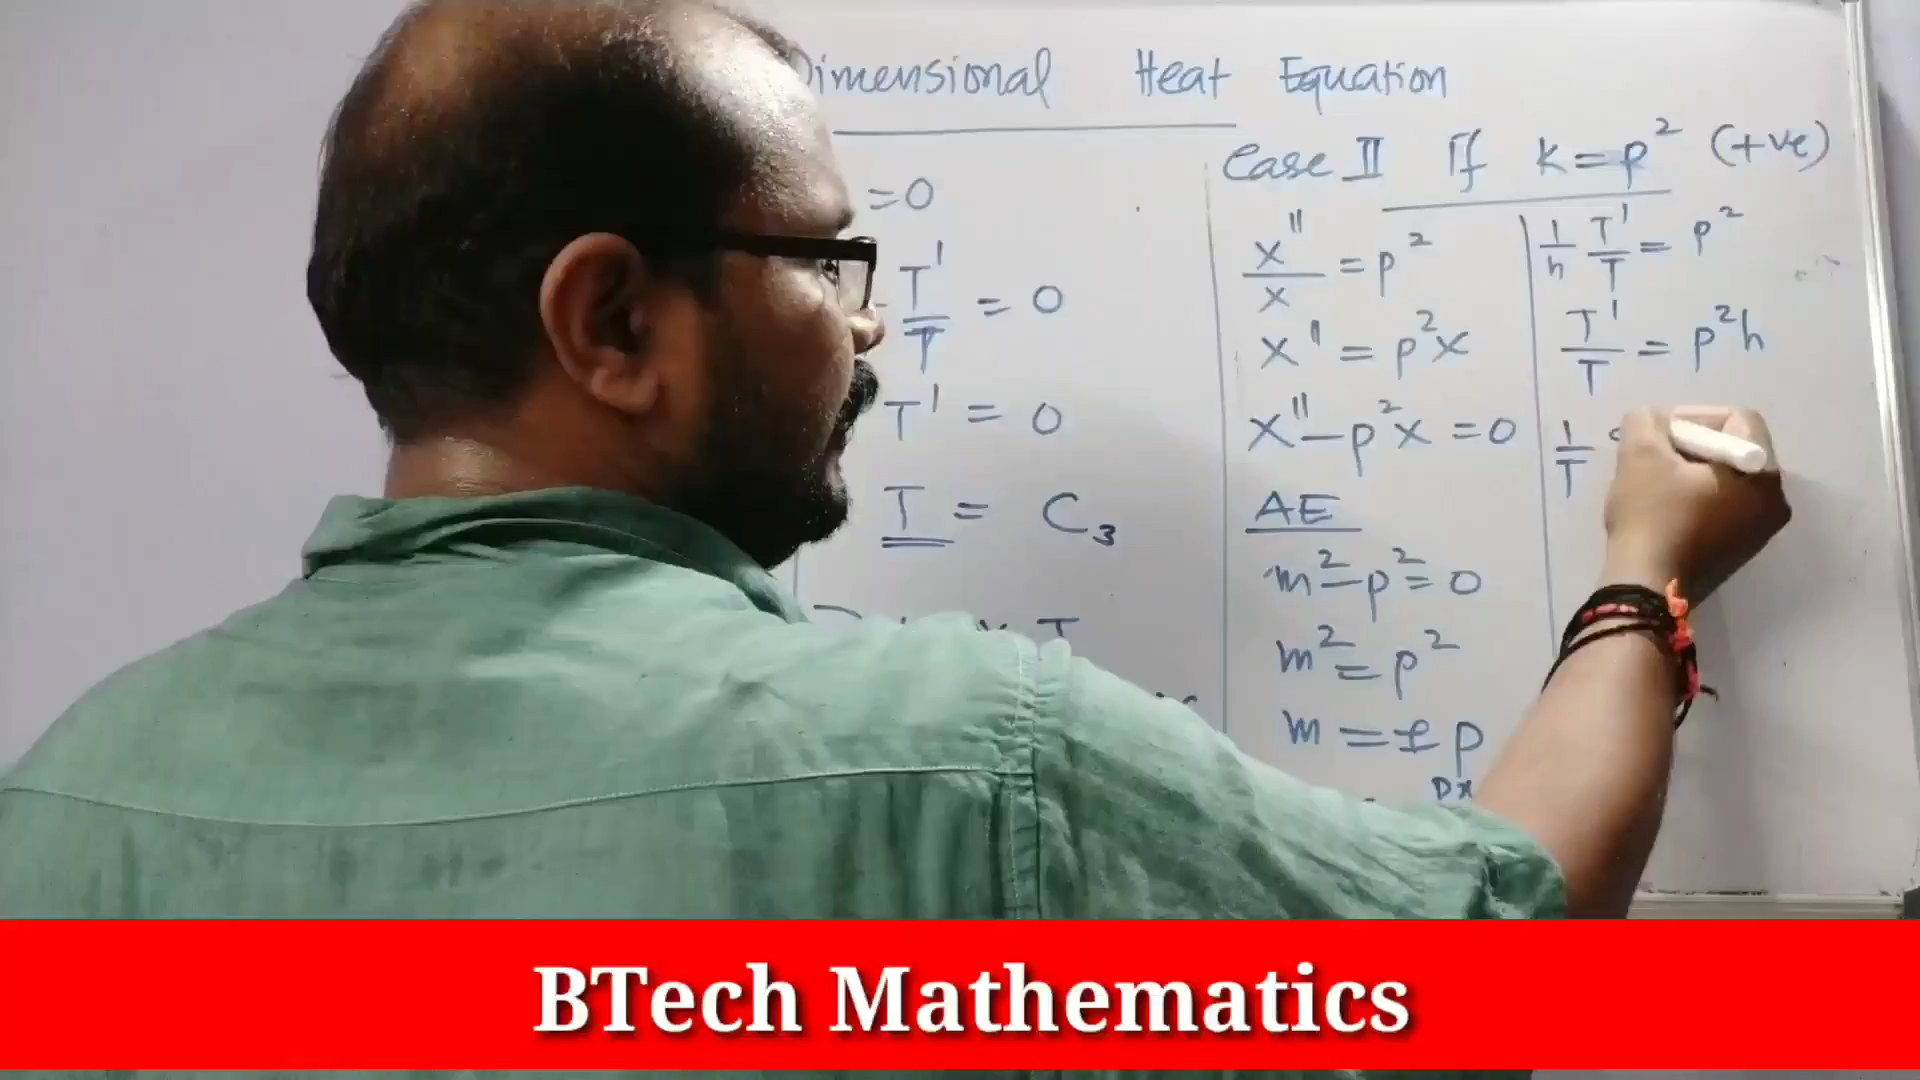 Dimensional Heat Equation
=0
T'/T = 0
T' = 0
T = C₃
Case II If K = p² (+ve)
X''/X = p²
X'' = p²X
X'' – p²X = 0
AE
m² – p² = 0
m² = p²
m = ± p
px
1/h T'/T = p²
T'/T = p²h
1/T
BTech Mathematics